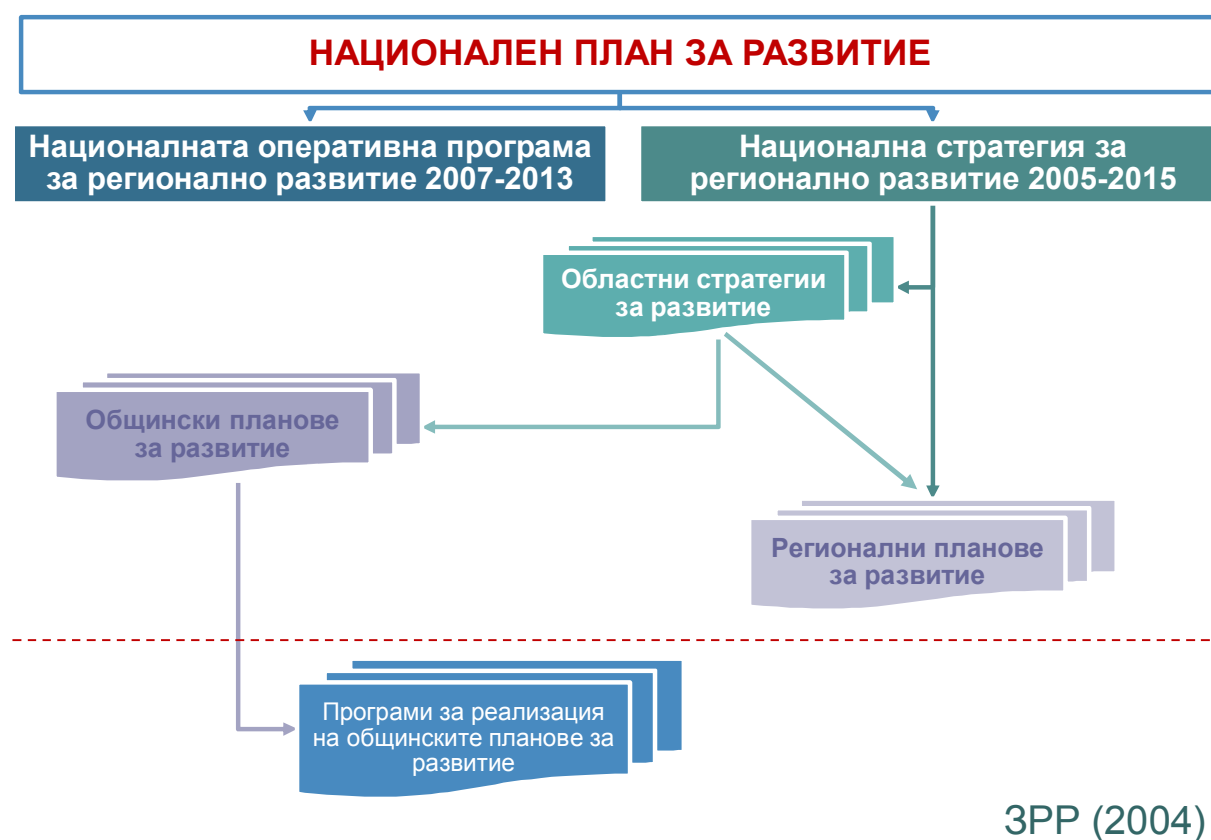 НАЦИОНАЛЕН ПЛАН ЗА РАЗВИТИЕ
Националната оперативна програма
за регионално развитие 2007-2013
Национална стратегия за
регионално развитие 2005-2015
Областни стратегии
за развитие
Общински планове
за развитие
Регионални планове
за развитие
Програми за реализация
на общинските планове за
развитие
ЗРР (2004)